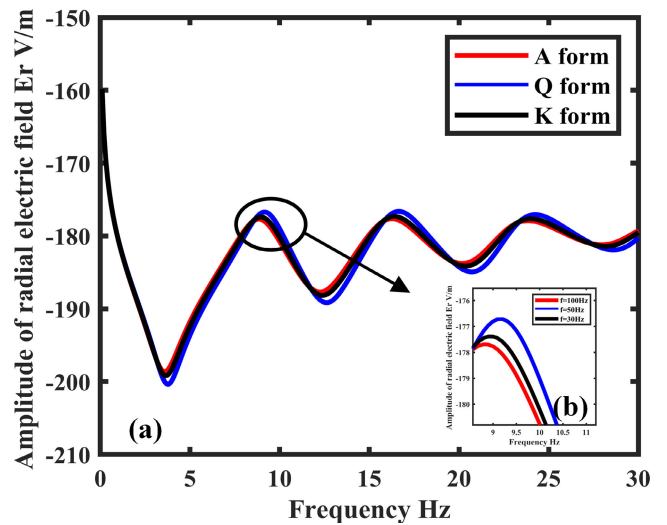 Amplitude of radial electric field Er V/m
-150
-160
-170
-180
-190
-200
-210
A form
Q form
K form
(a)
0
5
10
15
20
25
30
Frequency Hz
Amplitude of radial electric field Er V/m
-176
-177
-178
-179
-180
f=100Hz
f=50Hz
f=30Hz
(b)
9
9.5
10
10.5
11
Frequency Hz